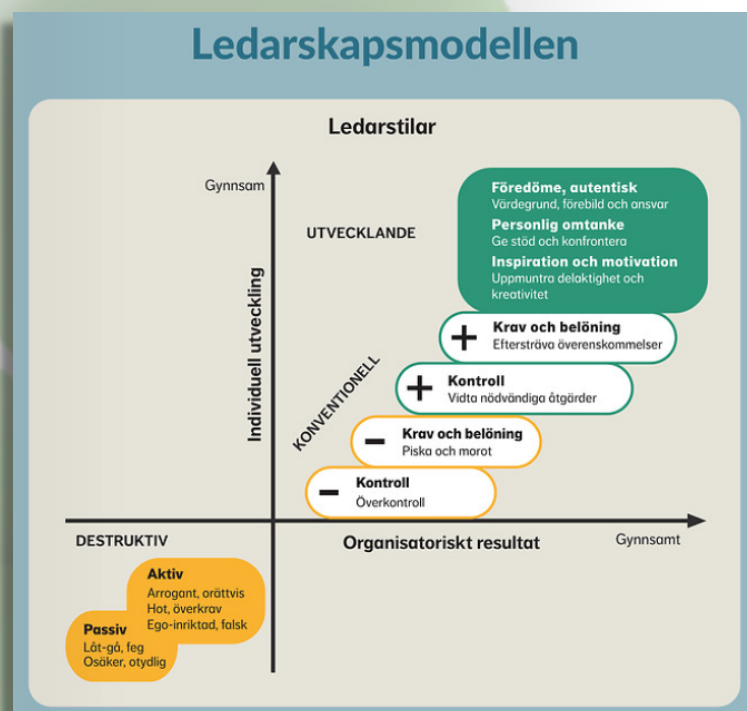 Ledarskapsmodellen
Ledarstilar
Gynnsam
Individuell utveckling
UTVECKLANDE
Föredöme, autentisk
Värdegrund, förebild och ansvar
Personlig omtanke
Ge stöd och konfrontera
Inspiration och motivation
Uppmuntra delaktighet och
kreativitet
KONVENTIONELL
+ Krav och belöning
Eftersträva överenskommelser
+ Kontroll
Vidta nödvändiga åtgärder
- Krav och belöning
Piska och morot
- Kontroll
Överkontroll
DESTRUKTIV
Organisatoriskt resultat
Gynnsamt
Aktiv
Arrogant, orättvis
Hot, överkrav
Ego-inriktad, falsk
Passiv
Låt-gå, feg
Osäker, otydlig